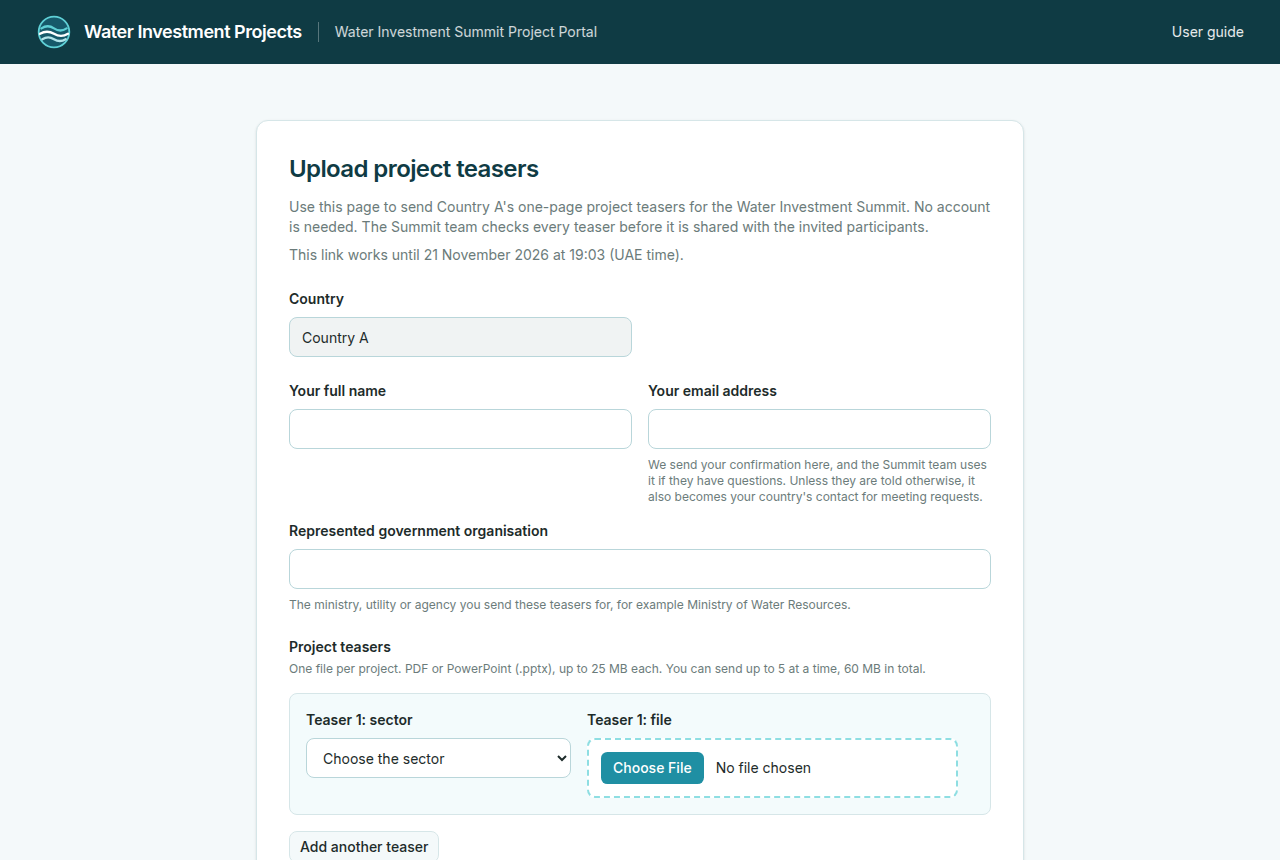 Water Investment Projects
Water Investment Summit Project Portal
User guide
Upload project teasers
Use this page to send Country A's one-page project teasers for the Water Investment Summit. No account
is needed. The Summit team checks every teaser before it is shared with the invited participants.
This link works until 21 November 2026 at 19:03 (UAE time).
Country
Country A
Your full name
Your email address
We send your confirmation here, and the Summit team uses
it if they have questions. Unless they are told otherwise, it
also becomes your country's contact for meeting requests.
Represented government organisation
The ministry, utility or agency you send these teasers for, for example Ministry of Water Resources.
Project teasers
One file per project. PDF or PowerPoint (.pptx), up to 25 MB each. You can send up to 5 at a time, 60 MB in total.
Teaser 1: sector
Teaser 1: file
Choose the sector
Choose File
No file chosen
Add another teaser